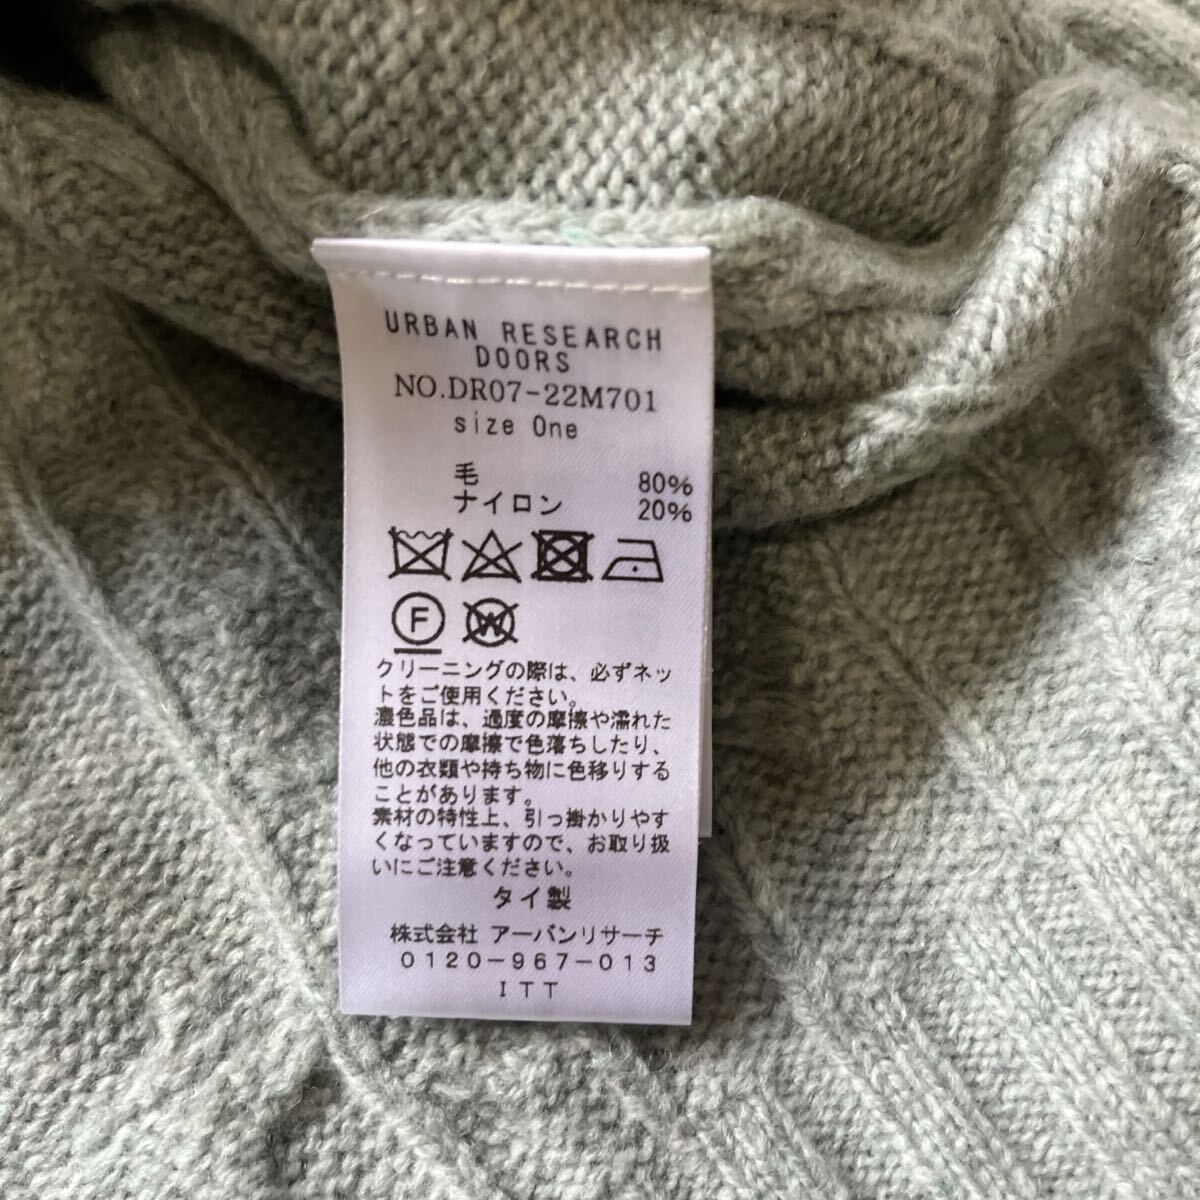 URBAN RESEARCH
DOORS
NO.DR07-22M701
size One
毛 80%
ナイロン 20%
F W
クリーニングの際は、必ずネッ
トをご使用ください。
濃色品は、過度の摩擦や濡れた
状態での摩擦で色落ちしたり、
他の衣類や持ち物に色移りする
ことがあります。
素材の特性上、引っ掛かりやす
くなっていますので、お取り扱
いにご注意ください。
タイ製
株式会社 アーバンリサーチ
0120-967-013
ITT